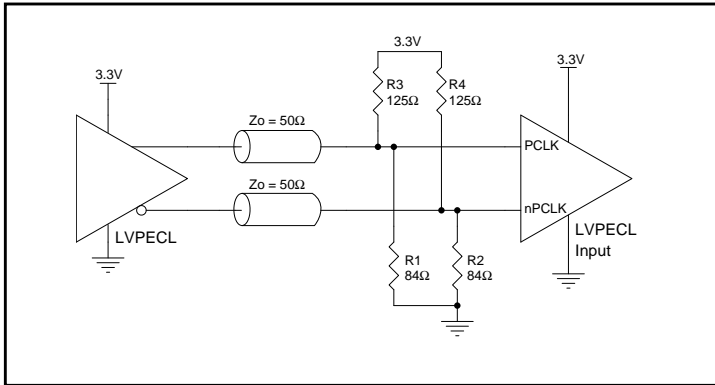 3.3V
3.3V
3.3V
R3
125Ω
R4
125Ω
Zo = 50Ω
PCLK
Zo = 50Ω
nPCLK
LVPECL
LVPECL
Input
R1
84Ω
R2
84Ω